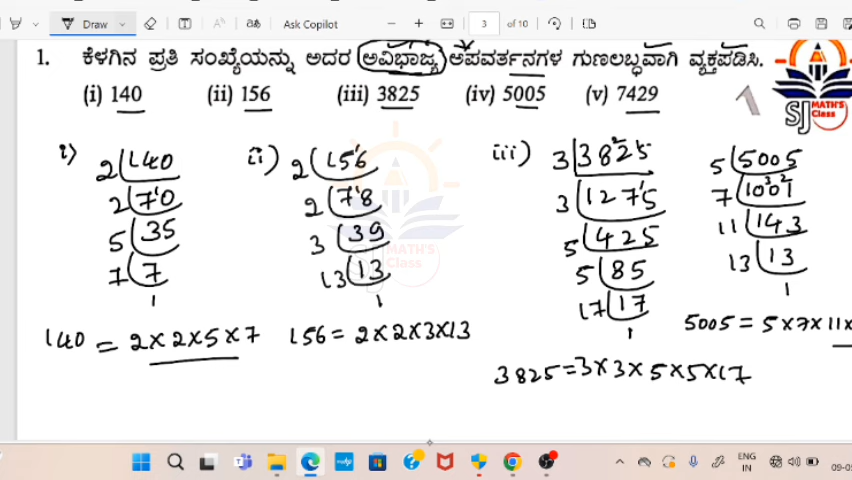 Draw
Ask Copilot
3 of 10
1. ಕೆಳಗಿನ ಪ್ರತಿ ಸಂಖ್ಯೆಯನ್ನು ಅದರ ಅವಿಭಾಜ್ಯ ಅಪವರ್ತನಗಳ ಗುಣಲಬ್ಧವಾಗಿ ವ್ಯಕ್ತಪಡಿಸಿ.
(i) 140 (ii) 156 (iii) 3825 (iv) 5005 (v) 7429
SJ MATH'S Class
i) 2 140
2 70
5 35
7 7
1
140 = 2×2×5×7
ii) 2 156
2 78
3 39
13 13
1
156 = 2×2×3×13
iii) 3 3825
3 1275
5 425
5 85
17 17
1
3825 = 3×3×5×5×17
5 5005
7 1001
11 143
13 13
1
5005 = 5×7×11×
MATH'S Class
ENG
IN